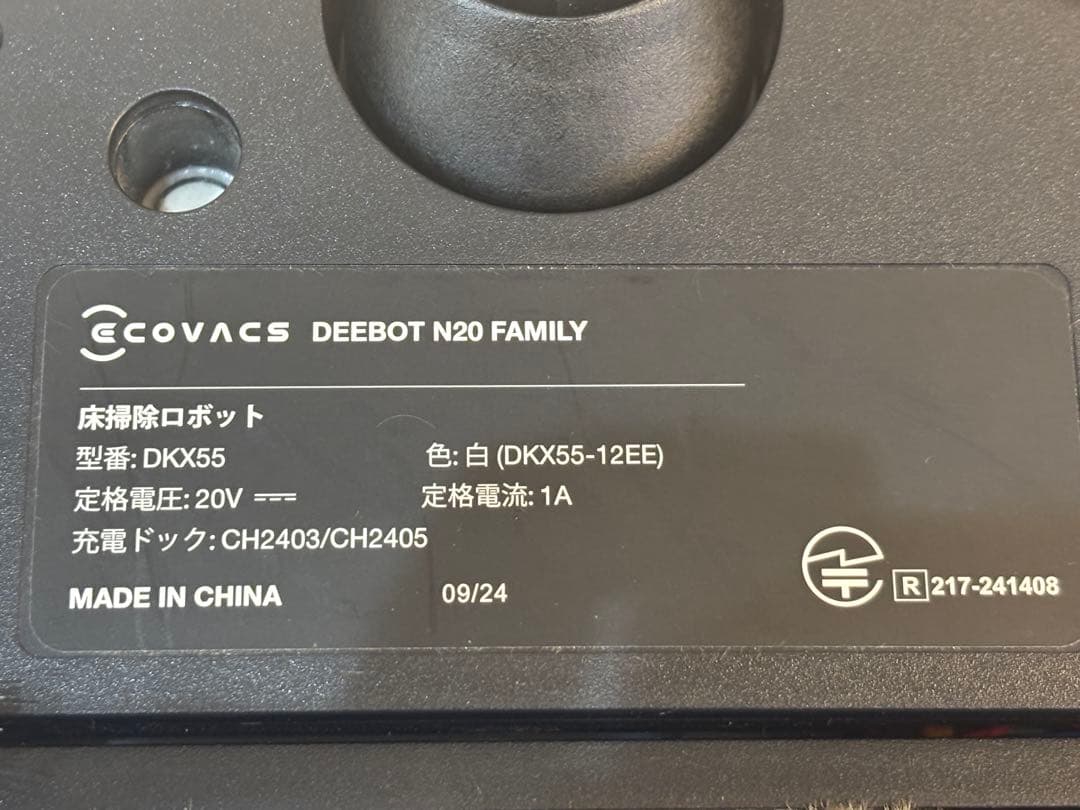 ECOVACS DEEBOT N20 FAMILY
床掃除ロボット
型番: DKX55 色: 白 (DKX55-12EE)
定格電圧: 20V ⎓ 定格電流: 1A
充電ドック: CH2403/CH2405
MADE IN CHINA 09/24
R 217-241408